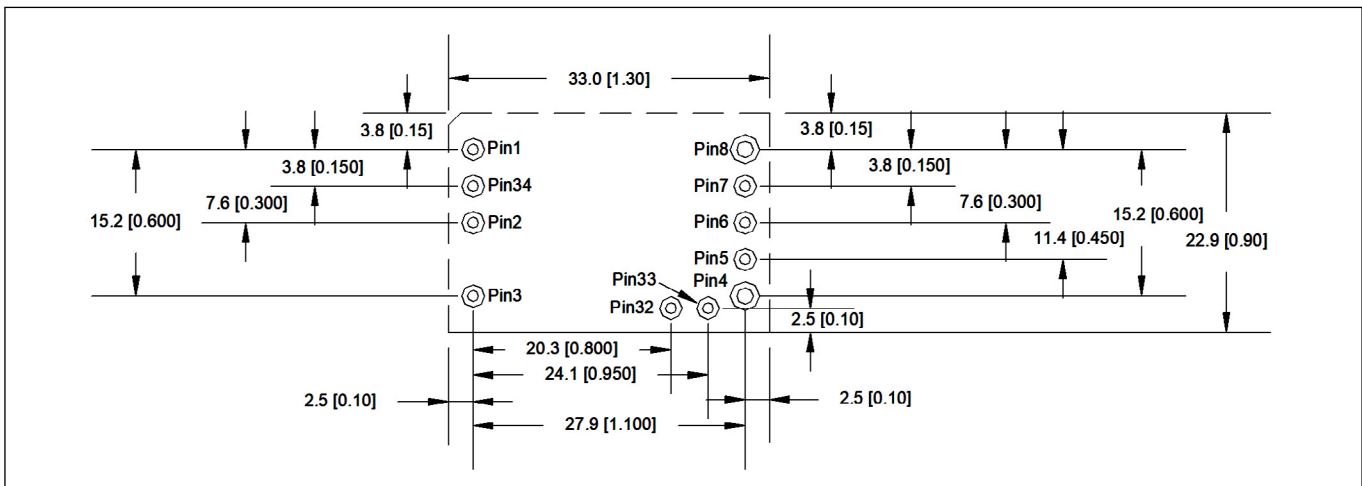 33.0 [1.30]
3.8 [0.15]
3.8 [0.15]
Pin1
Pin8
3.8 [0.150]
3.8 [0.150]
Pin34
Pin7
7.6 [0.300]
7.6 [0.300]
15.2 [0.600]
15.2 [0.600]
Pin2
Pin6
11.4 [0.450]
22.9 [0.90]
Pin5
Pin33
Pin4
Pin3
Pin32
2.5 [0.10]
20.3 [0.800]
24.1 [0.950]
2.5 [0.10]
2.5 [0.10]
27.9 [1.100]